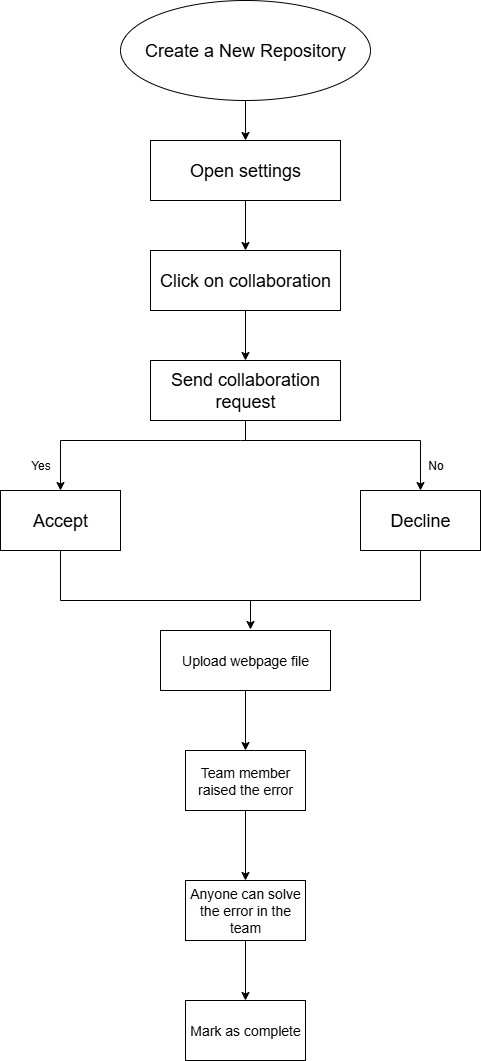 Create a New Repository
Open settings
Click on collaboration
Send collaboration
request
Yes
No
Accept
Decline
Upload webpage file
Team member
raised the error
Anyone can solve
the error in the
team
Mark as complete